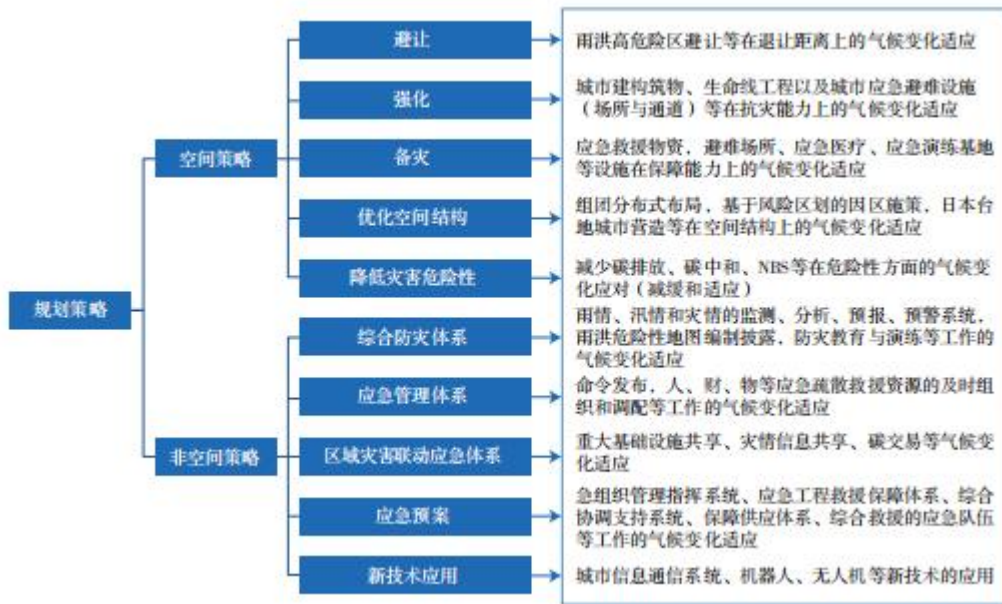 规划策略
空间策略
避让
雨洪高危险区避让等在退让距离上的气候变化适应
强化
城市建构筑物、生命线工程以及城市应急避难设施
（场所与通道）等在抗灾能力上的气候变化适应
备灾
应急救援物资，避难场所、应急医疗、应急演练基地
等设施在保障能力上的气候变化适应
优化空间结构
组团分布式布局，基于风险区划的因区施策，日本台
地城市营造等在空间结构上的气候变化适应
降低灾害危险性
减少碳排放、碳中和、NBS等在危险性方面的气候变
化应对（减缓和适应）
非空间策略
综合防灾体系
雨情、汛情和灾情的监测、分析、预报、预警系统，
雨洪危险性地图编制披露，防灾教育与演练等工作的
气候变化适应
应急管理体系
命令发布，人、财、物等应急疏散救援资源的及时组
织和调配等工作的气候变化适应
区域灾害联动应急体系
重大基础设施共享、灾情信息共享、碳交易等气候变
化适应
应急预案
急组织管理指挥系统、应急工程救援保障体系、综合
协调支持系统、保障供应体系、综合救援的应急队伍
等工作的气候变化适应
新技术应用
城市信息通信系统、机器人、无人机等新技术的应用